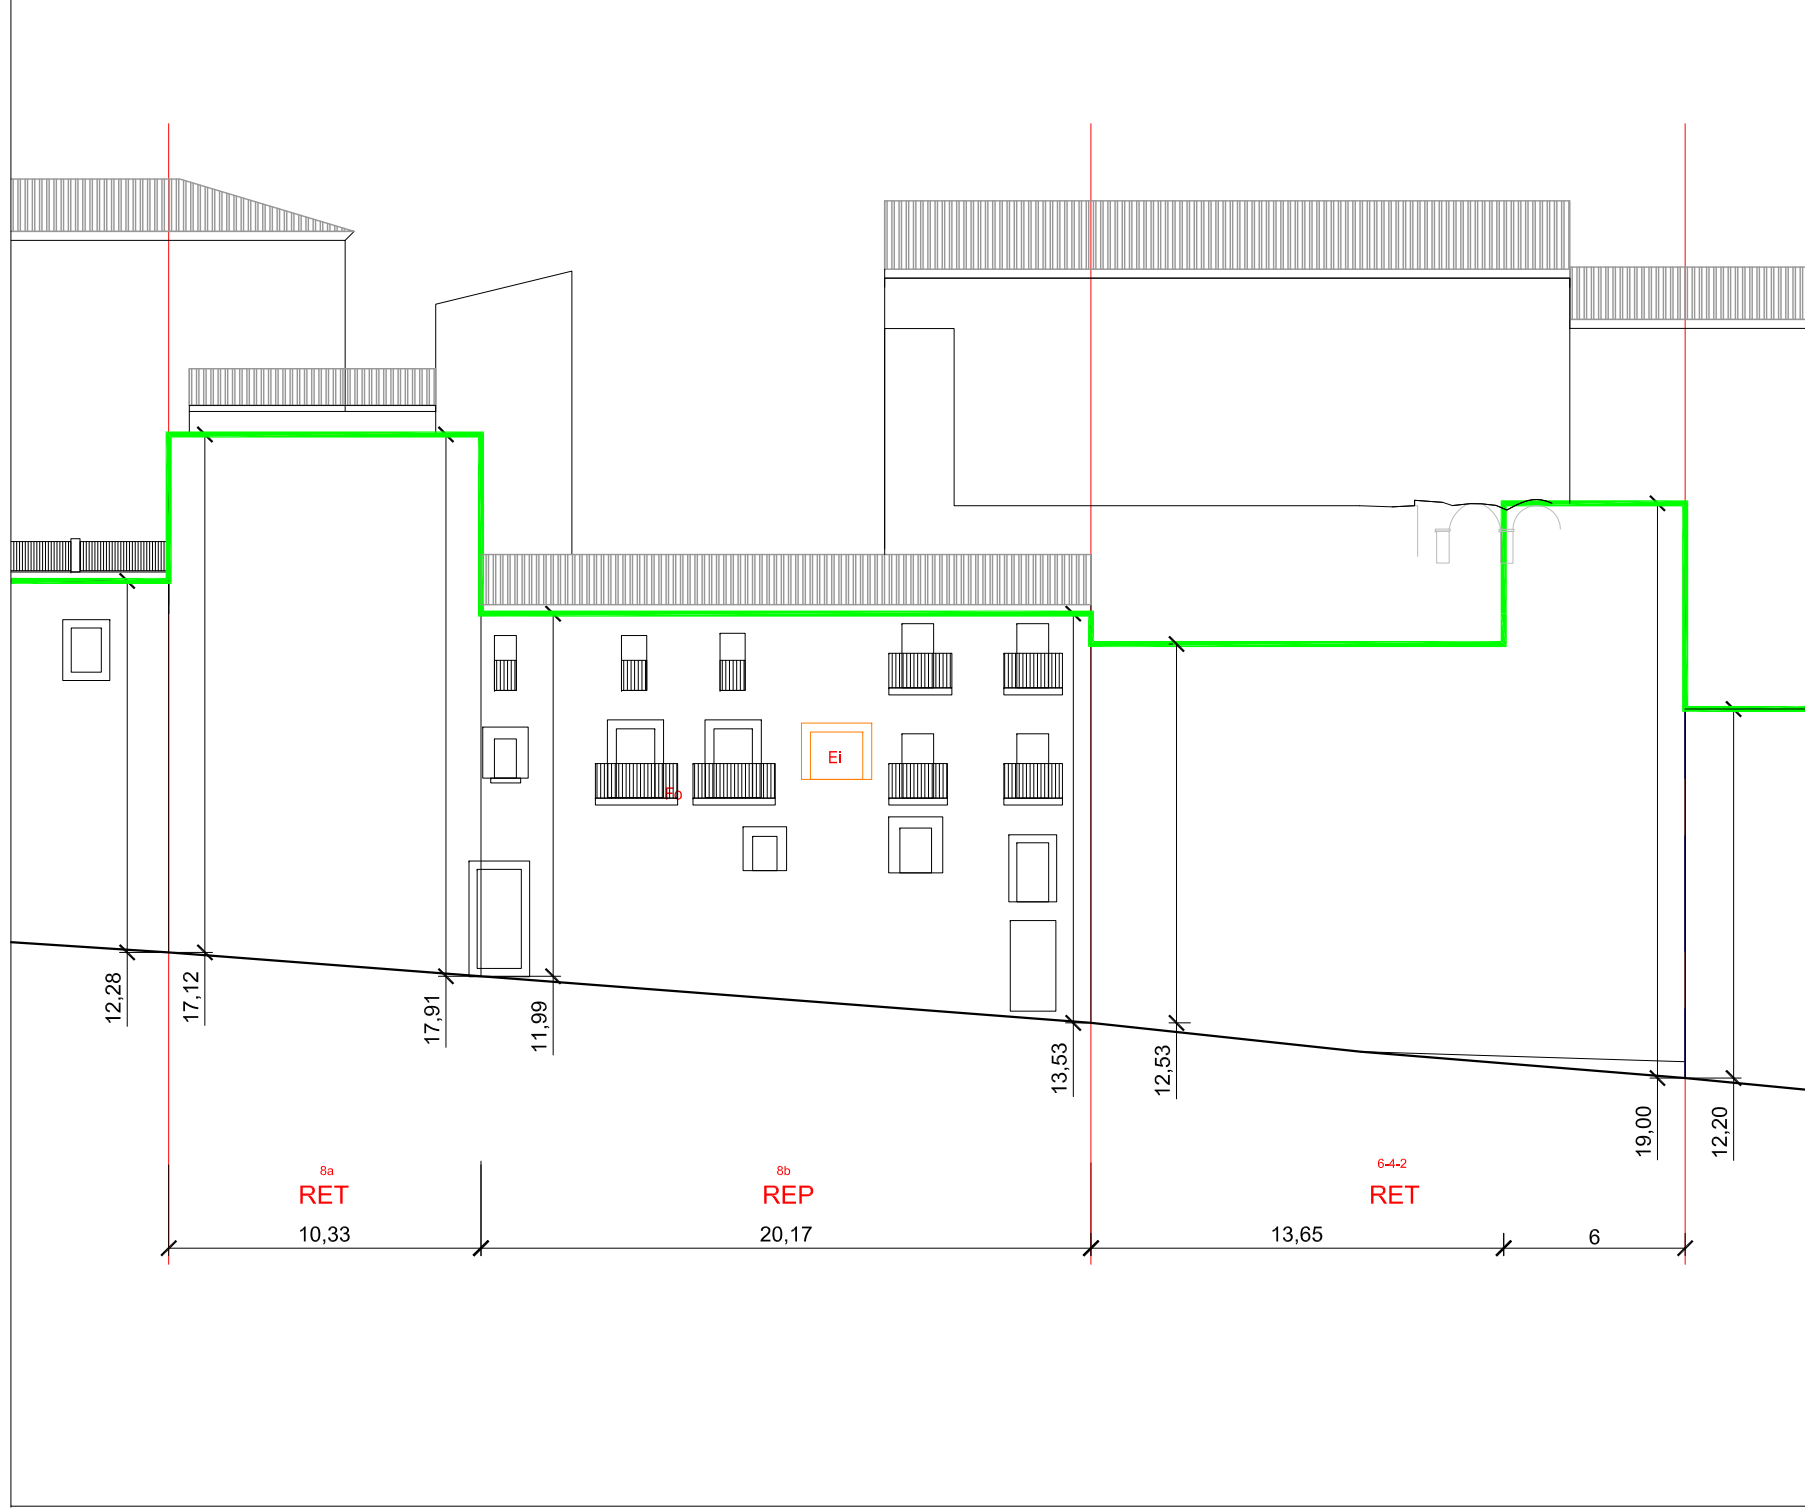 Ei
Fo
12,28
17,12
17,91
11,99
13,53
12,53
19,00
12,20
8a
RET
8b
REP
6-4-2
RET
10,33
20,17
13,65
6